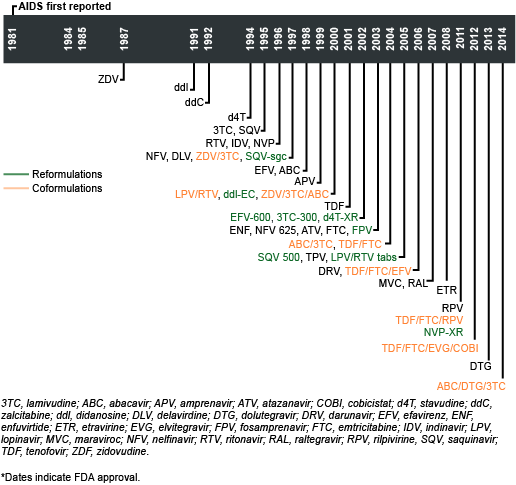 AIDS first reported
1981 1984 1985 1987 1991 1992 1994 1995 1996 1997 1998 1999 2000 2001 2002 2003 2004 2005 2006 2007 2008 2011 2012 2013 2014
ZDV
ddI
ddC
d4T
3TC, SQV
RTV, IDV, NVP
NFV, DLV, ZDV/3TC, SQV-sgc
EFV, ABC
Reformulations
APV
Coformulations
LPV/RTV, ddI-EC, ZDV/3TC/ABC
TDF
EFV-600, 3TC-300, d4T-XR
ENF, NFV 625, ATV, FTC, FPV
ABC/3TC, TDF/FTC
SQV 500, TPV, LPV/RTV tabs
DRV, TDF/FTC/EFV
MVC, RAL
ETR
RPV
TDF/FTC/RPV
NVP-XR
TDF/FTC/EVG/COBI
DTG
ABC/DTG/3TC
3TC, lamivudine; ABC, abacavir; APV, amprenavir; ATV, atazanavir; COBI, cobicistat; d4T, stavudine; ddC,
zalcitabine; ddI, didanosine; DLV, delavirdine; DTG, dolutegravir; DRV, darunavir; EFV, efavirenz, ENF,
enfuvirtide; ETR, etravirine; EVG, elvitegravir; FPV, fosamprenavir; FTC, emtricitabine; IDV, indinavir; LPV,
lopinavir; MVC, maraviroc; NFV, nelfinavir; RTV, ritonavir; RAL, raltegravir; RPV, rilpivirine, SQV, saquinavir;
TDF, tenofovir; ZDF, zidovudine.
*Dates indicate FDA approval.